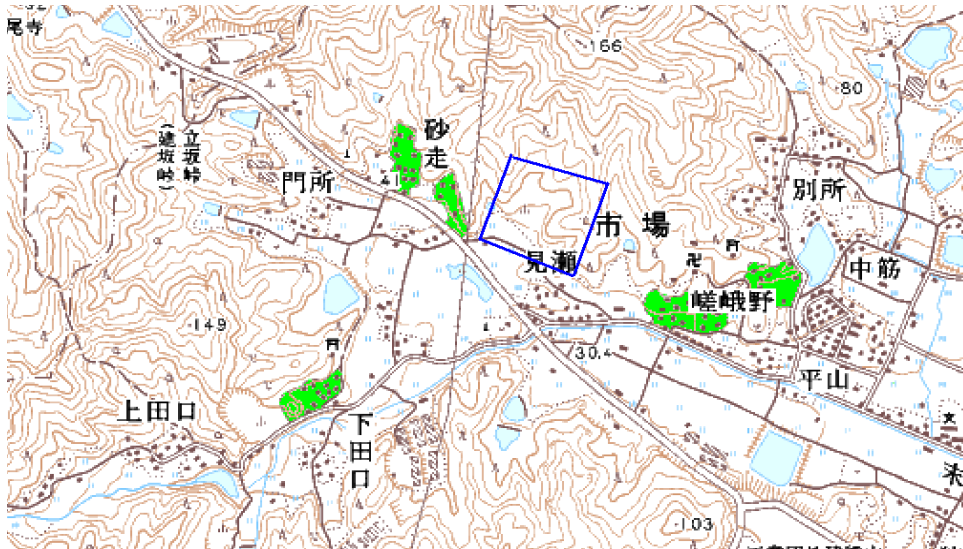 尾寺
166
80
砂走
立坂峠
(建坂峠)
門所
41
別所
市場
見瀬
中筋
嵯峨野
149
30.4
平山
上田口
下田口
103